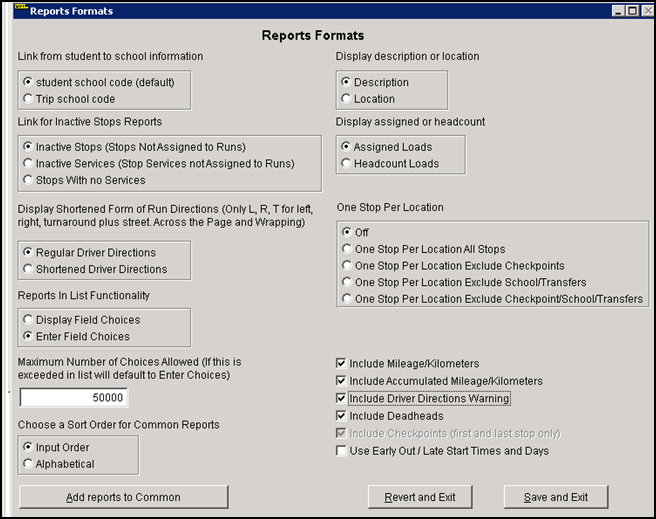 Reports Formats
Reports Formats
Link from student to school information
student school code (default)
Trip school code
Link for Inactive Stops Reports
Inactive Stops (Stops Not Assigned to Runs)
Inactive Services (Stop Services not Assigned to Runs)
Stops With no Services
Display Shortened Form of Run Directions (Only L, R, T for left,
right, turnaround plus street. Across the Page and Wrapping)
Regular Driver Directions
Shortened Driver Directions
Reports In List Functionality
Display Field Choices
Enter Field Choices
Maximum Number of Choices Allowed (If this is
exceeded in list will default to Enter Choices)
50000
Choose a Sort Order for Common Reports
Input Order
Alphabetical
Add reports to Common
Display description or location
Description
Location
Display assigned or headcount
Assigned Loads
Headcount Loads
One Stop Per Location
Off
One Stop Per Location All Stops
One Stop Per Location Exclude Checkpoints
One Stop Per Location Exclude School/Transfers
One Stop Per Location Exclude Checkpoint/School/Transfers
Include Mileage/Kilometers
Include Accumulated Mileage/Kilometers
Include Driver Directions Warning
Include Deadheads
Include Checkpoints (first and last stop only)
Use Early Out / Late Start Times and Days
Revert and Exit
Save and Exit